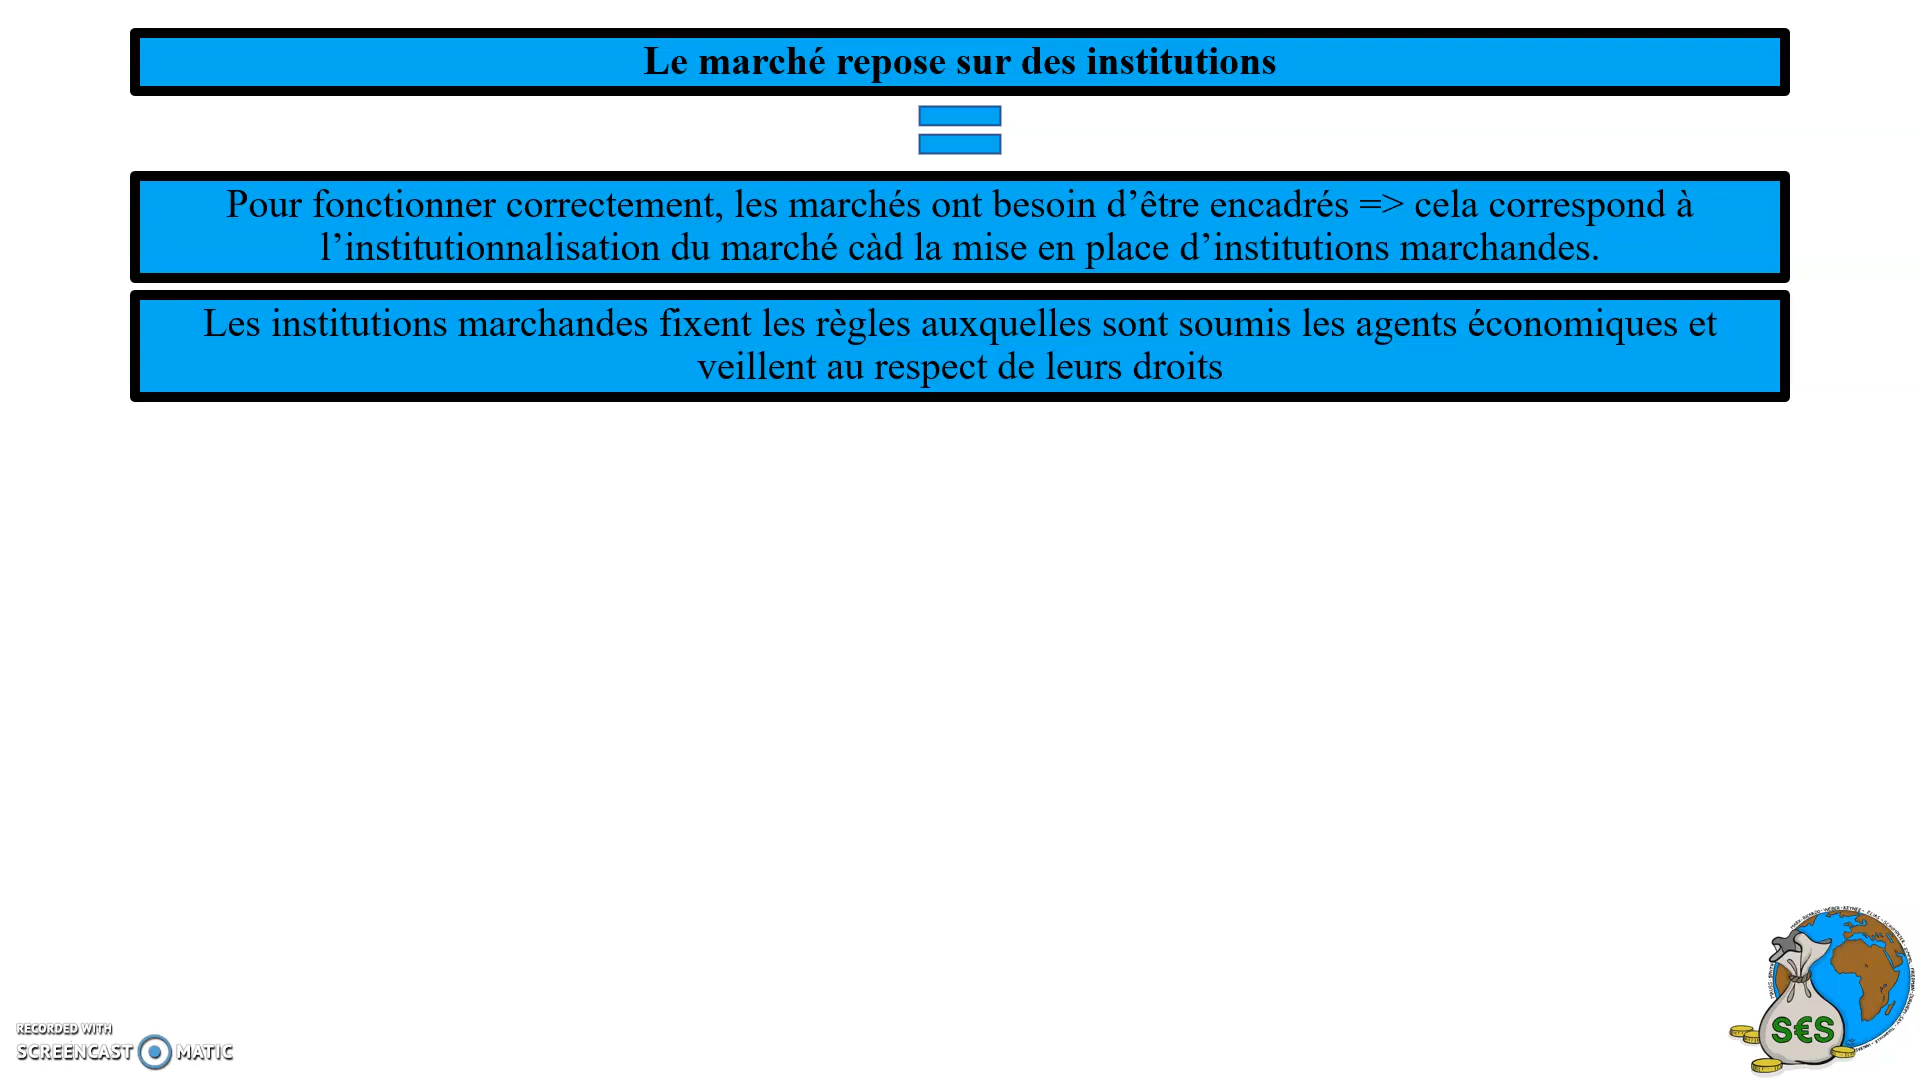 Le marché repose sur des institutions
Pour fonctionner correctement, les marchés ont besoin d’être encadrés => cela correspond à
l’institutionnalisation du marché càd la mise en place d’institutions marchandes.
Les institutions marchandes fixent les règles auxquelles sont soumis les agents économiques et
veillent au respect de leurs droits
S€S
RECORDED WITH
SCREENCAST MATIC